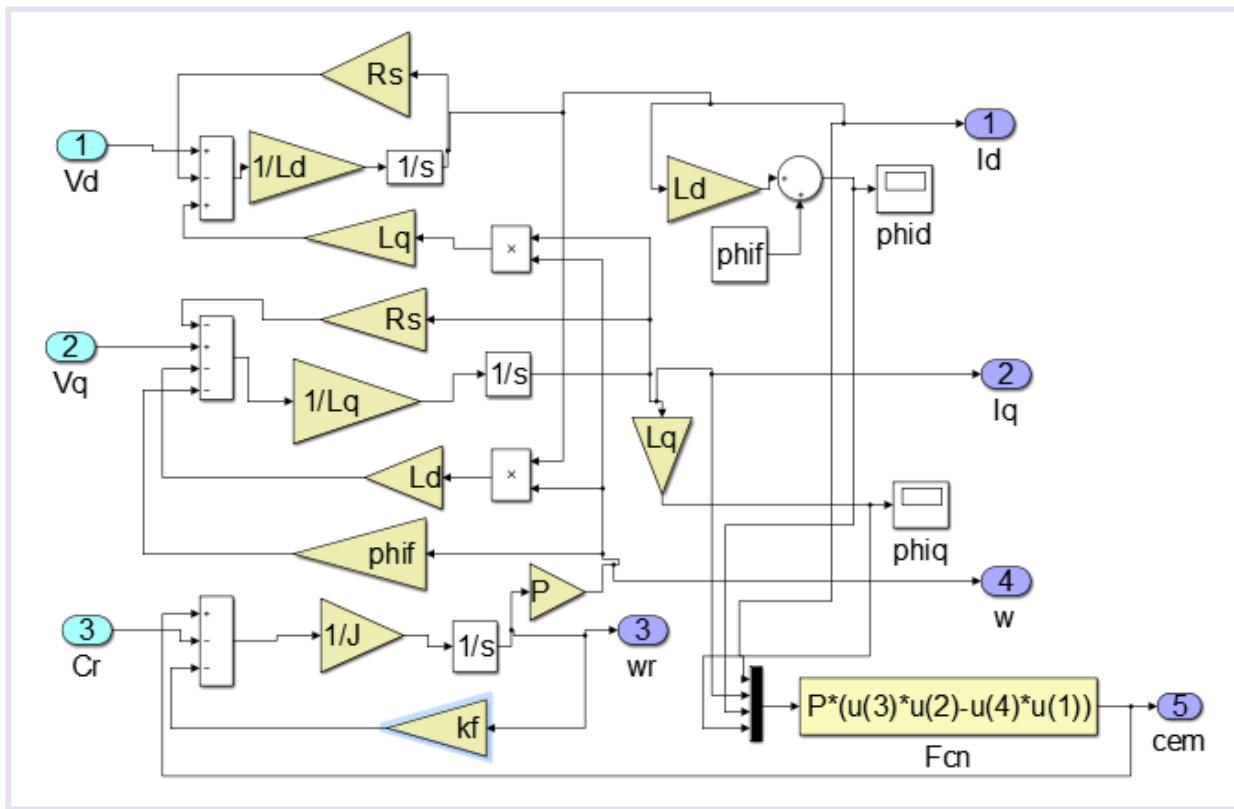 Rs
1
Vd
+
−
+
1/Ld
1/s
Lq
×
Ld
+
+
phif
phid
1
Id
2
Vq
−
+
−
−
Rs
1/Lq
1/s
Ld
×
phif
Lq
2
Iq
phiq
P
4
w
3
Cr
+
−
−
1/J
1/s
3
wr
kf
P*(u(3)*u(2)-u(4)*u(1))
Fcn
5
cem